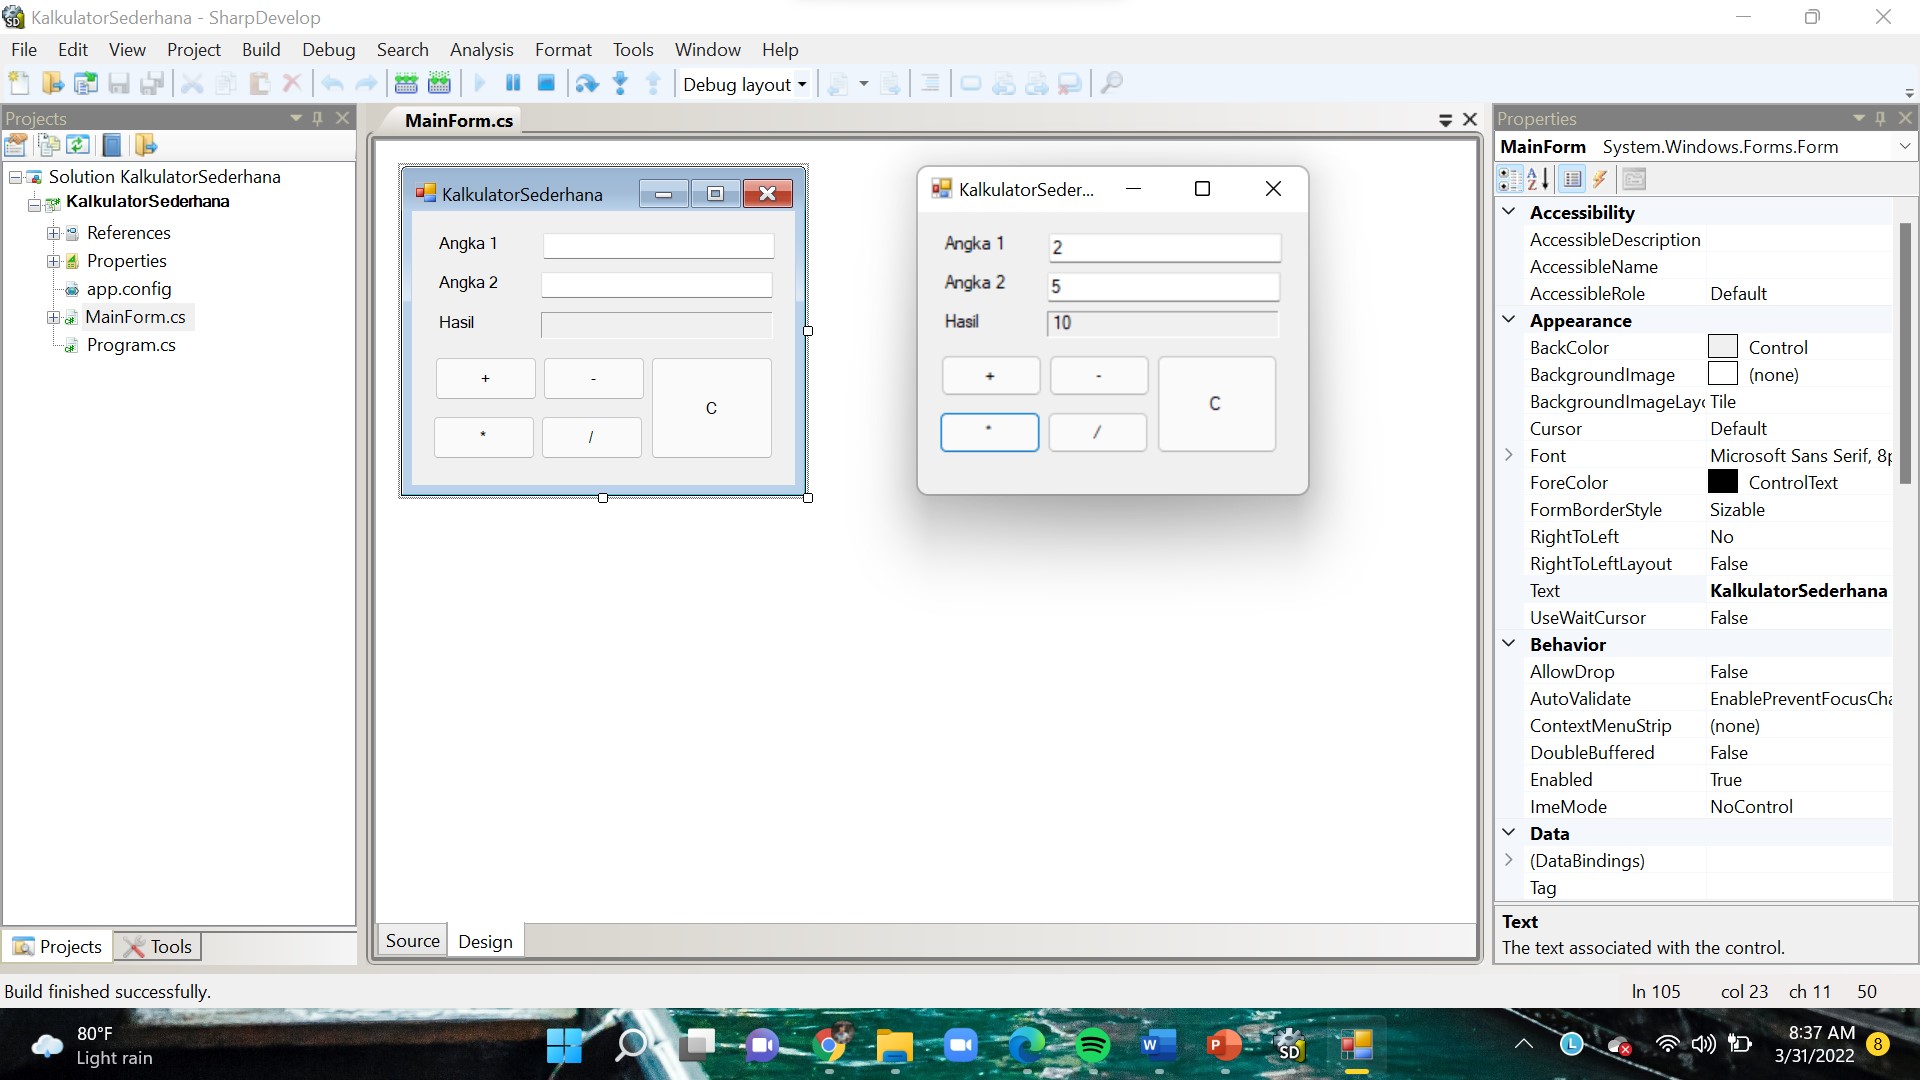 KalkulatorSederhana - SharpDevelop
File Edit View Project Build Debug Search Analysis Format Tools Window Help
Debug layout
Projects
Solution KalkulatorSederhana
KalkulatorSederhana
References
Properties
app.config
MainForm.cs
Program.cs
Projects Tools
MainForm.cs
KalkulatorSederhana
Angka 1
Angka 2
Hasil
+ -
C
* /
KalkulatorSeder...
Angka 1 2
Angka 2 5
Hasil 10
+ -
C
* /
Source Design
Properties
MainForm System.Windows.Forms.Form
Accessibility
AccessibleDescription
AccessibleName
AccessibleRole Default
Appearance
BackColor Control
BackgroundImage (none)
BackgroundImageLayo Tile
Cursor Default
Font Microsoft Sans Serif, 8p
ForeColor ControlText
FormBorderStyle Sizable
RightToLeft No
RightToLeftLayout False
Text KalkulatorSederhana
UseWaitCursor False
Behavior
AllowDrop False
AutoValidate EnablePreventFocusCha
ContextMenuStrip (none)
DoubleBuffered False
Enabled True
ImeMode NoControl
Data
(DataBindings)
Tag
Text
The text associated with the control.
Build finished successfully.
ln 105 col 23 ch 11 50
80°F
Light rain
8:37 AM
3/31/2022
8